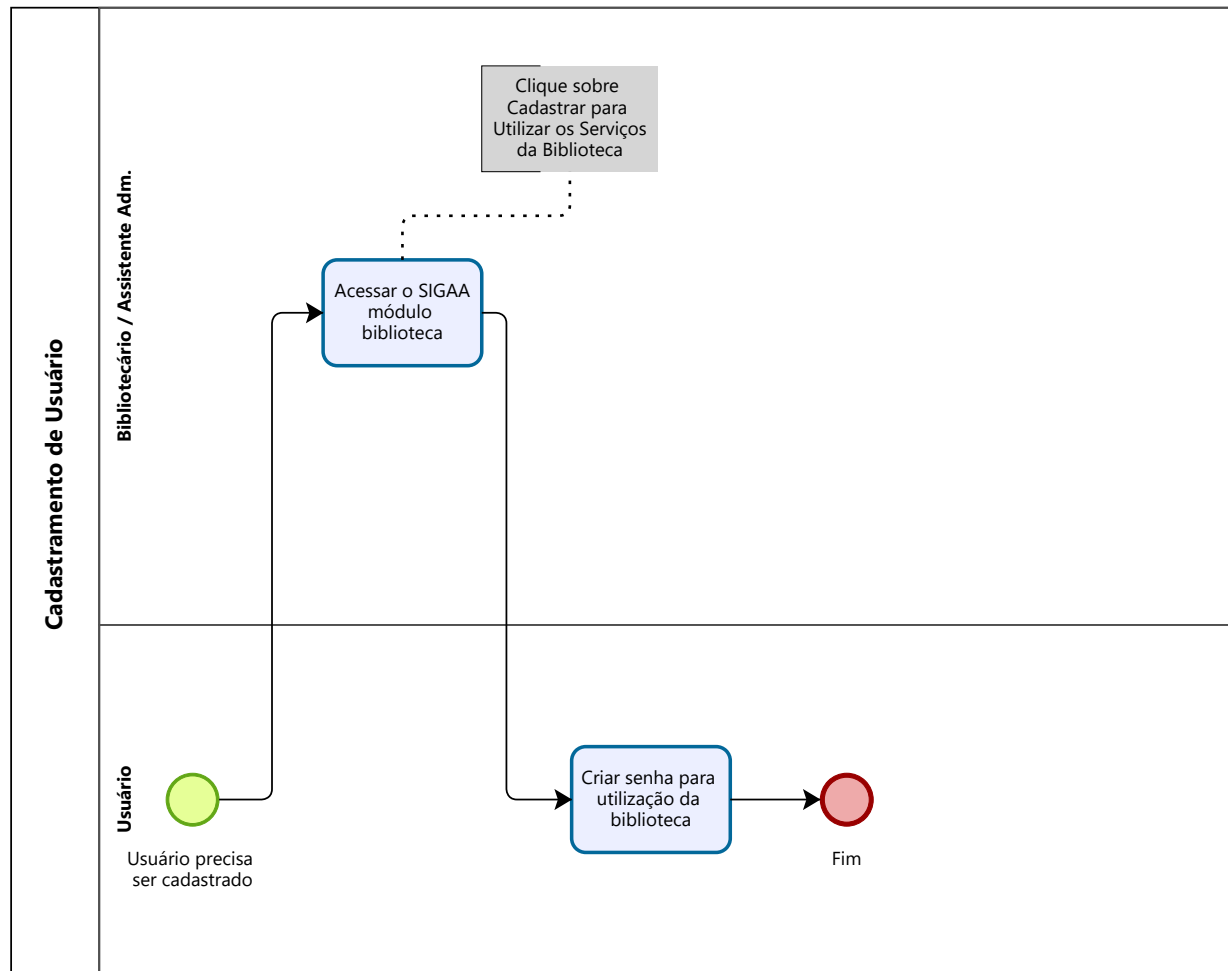 Cadastramento de Usuário
Bibliotecário / Assistente Adm.
Clique sobre
Cadastrar para
Utilizar os Serviços
da Biblioteca
Acessar o SIGAA
módulo
biblioteca
Usuário
Usuário precisa
ser cadastrado
Criar senha para
utilização da
biblioteca
Fim